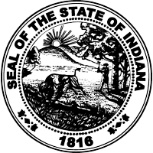 SEAL OF THE STATE OF INDIANA
1816